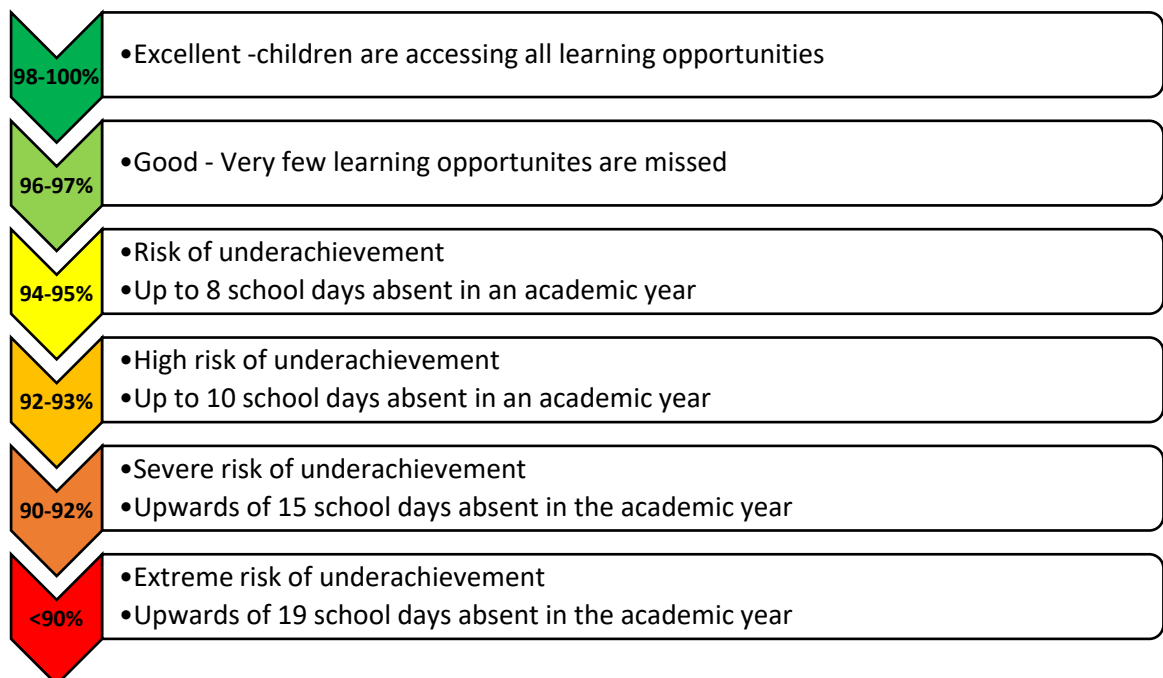 98-100%
•Excellent -children are accessing all learning opportunities
96-97%
•Good - Very few learning opportunites are missed
94-95%
•Risk of underachievement
•Up to 8 school days absent in an academic year
92-93%
•High risk of underachievement
•Up to 10 school days absent in an academic year
90-92%
•Severe risk of underachievement
•Upwards of 15 school days absent in the academic year
<90%
•Extreme risk of underachievement
•Upwards of 19 school days absent in the academic year